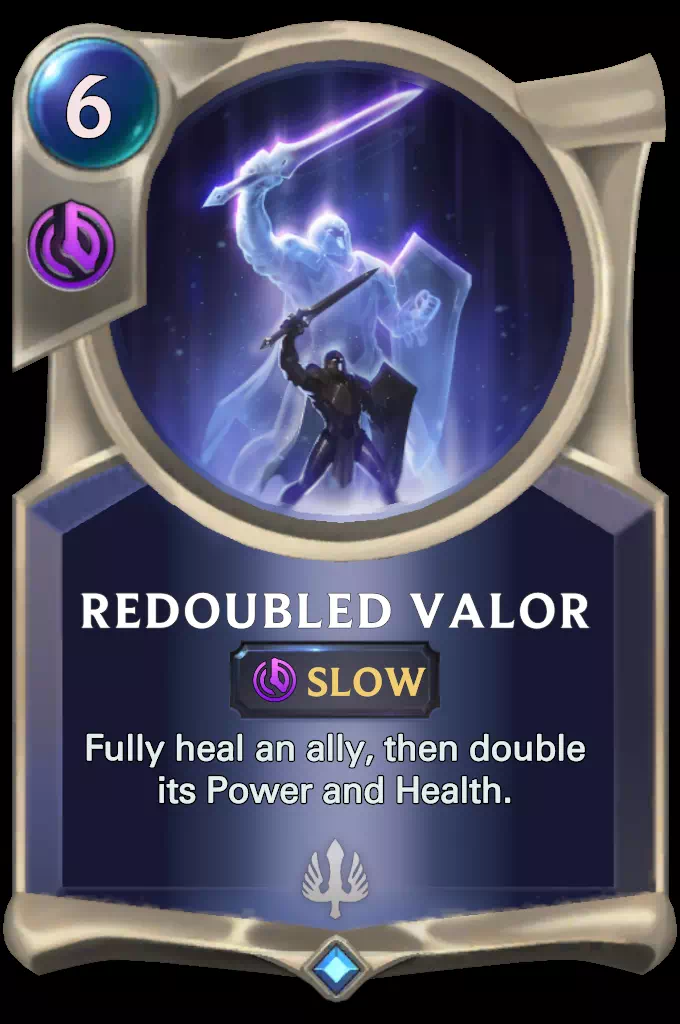 6
REDOUBLED VALOR
SLOW
Fully heal an ally, then double
its Power and Health.